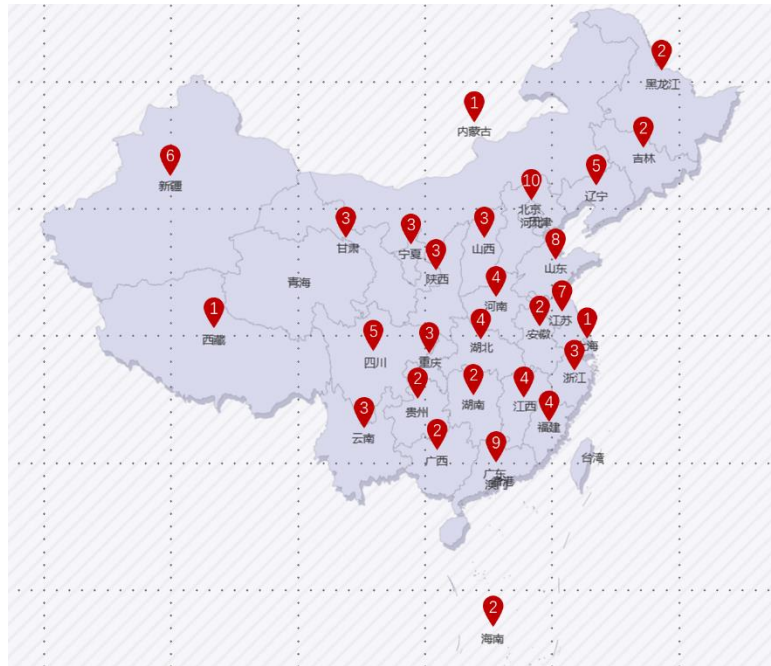 2
黑龙江
1
内蒙古
2
吉林
6
新疆
5
辽宁
10
北京
3
甘肃
3
宁夏
3
山西
3
陕西
8
山东
青海
4
河南
7
江苏
1
西藏
2
安徽
1
上海
5
四川
3
重庆
4
湖北
3
浙江
2
贵州
2
湖南
4
江西
4
福建
3
云南
2
广西
9
广东
台湾
2
海南